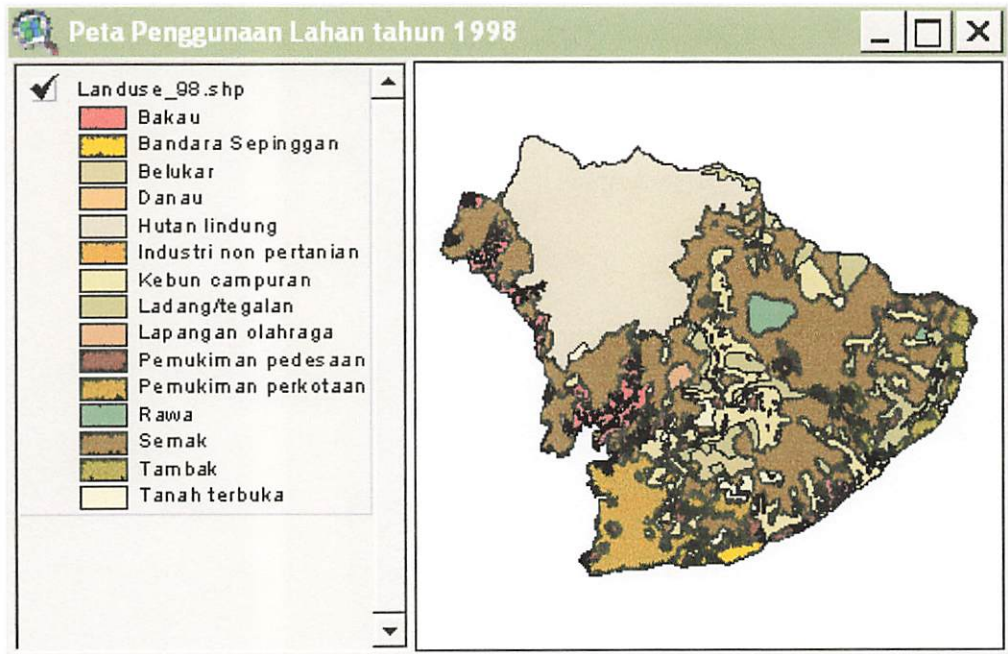 Peta Penggunaan Lahan tahun 1998
Landuse_98.shp
Bakau
Bandara Sepinggan
Belukar
Danau
Hutan lindung
Industri non pertanian
Kebun campuran
Ladang/tegalan
Lapangan olahraga
Pemukiman pedesaan
Pemukiman perkotaan
Rawa
Semak
Tambak
Tanah terbuka